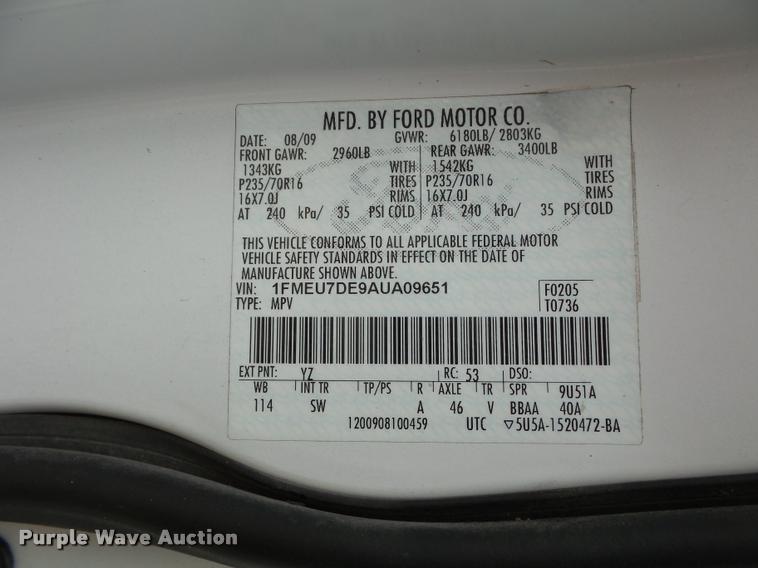 MFD. BY FORD MOTOR CO.
DATE: 08/09 GVWR: 6180LB/ 2803KG
FRONT GAWR: 2960LB REAR GAWR: 3400LB
1343KG WITH 1542KG WITH
P235/70R16 TIRES P235/70R16 TIRES
16X7.0J RIMS 16X7.0J RIMS
AT 240 kPa/ 35 PSI COLD AT 240 kPa/ 35 PSI COLD
THIS VEHICLE CONFORMS TO ALL APPLICABLE FEDERAL MOTOR
VEHICLE SAFETY STANDARDS IN EFFECT ON THE DATE OF
MANUFACTURE SHOWN ABOVE.
VIN: 1FMEU7DE9AUA09651 F0205
TYPE: MPV T0736
EXT PNT: YZ RC: 53 DSO:
WB INT TR TP/PS R AXLE TR SPR 9U51A
114 SW A 46 V BBAA 40A
1200908100459 UTC ▽5U5A-1520472-BA
Purple Wave Auction